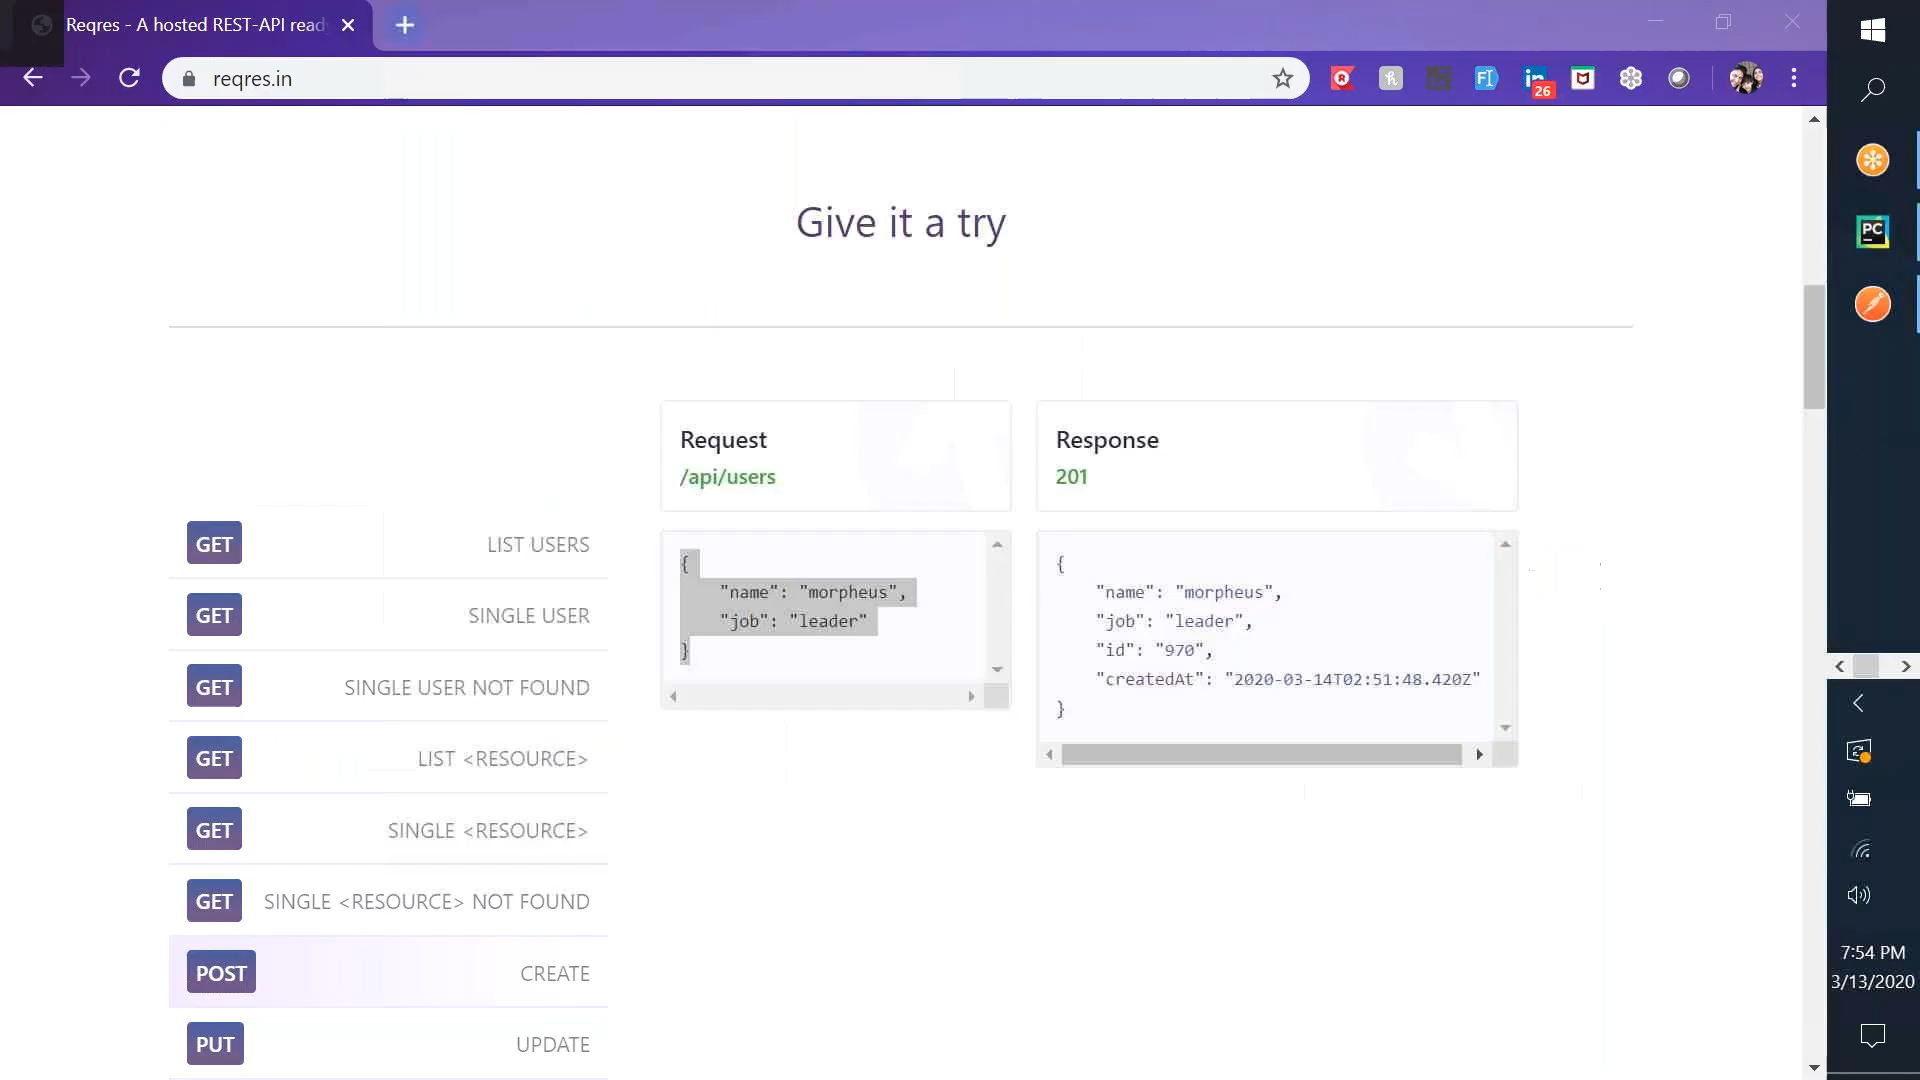 Reqres - A hosted REST-API read
reqres.in
26
PC
Give it a try
Request
/api/users
Response
201
{
"name": "morpheus",
"job": "leader"
}
{
"name": "morpheus",
"job": "leader",
"id": "970",
"createdAt": "2020-03-14T02:51:48.420Z"
}
GET LIST USERS
GET SINGLE USER
GET SINGLE USER NOT FOUND
GET LIST <RESOURCE>
GET SINGLE <RESOURCE>
GET SINGLE <RESOURCE> NOT FOUND
POST CREATE
PUT UPDATE
7:54 PM
3/13/2020